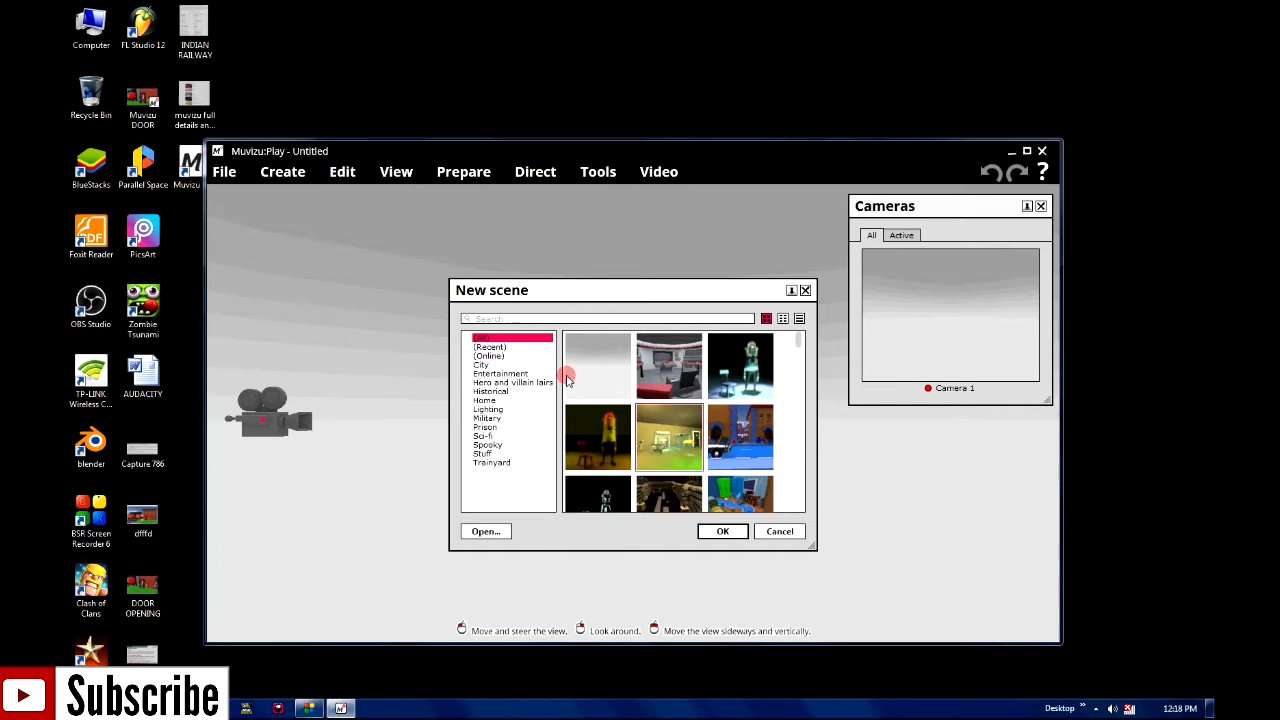 Computer
FL Studio 12
INDIAN
RAILWAY
Recycle Bin
Muvizu
DOOR
muvizu full
details an...
BlueStacks
Parallel Space
Muvizu
Foxit Reader
PicsArt
OBS Studio
Zombie
Tsunami
TP-LINK
Wireless C...
AUDACITY
blender
Capture 786
BSR Screen
Recorder 6
dfffd
Clash of
Clans
DOOR
OPENING
Muvizu:Play - Untitled
File Create Edit View Prepare Direct Tools Video ?
Cameras
All Active
Camera 1
New scene
Search ...
(Recent)
(Online)
City
Entertainment
Hero and villain lairs
Historical
Home
Lighting
Military
Prison
Sci-fi
Spooky
Stuff
Trainyard
Open... OK Cancel
Move and steer the view. Look around. Move the view sideways and vertically.
Subscribe
Desktop 12:18 PM